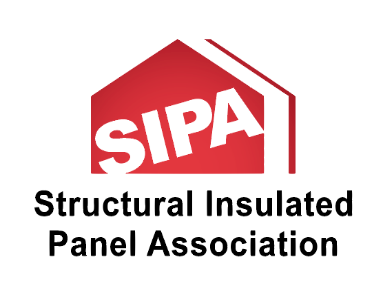 SIPA
Structural Insulated
Panel Association